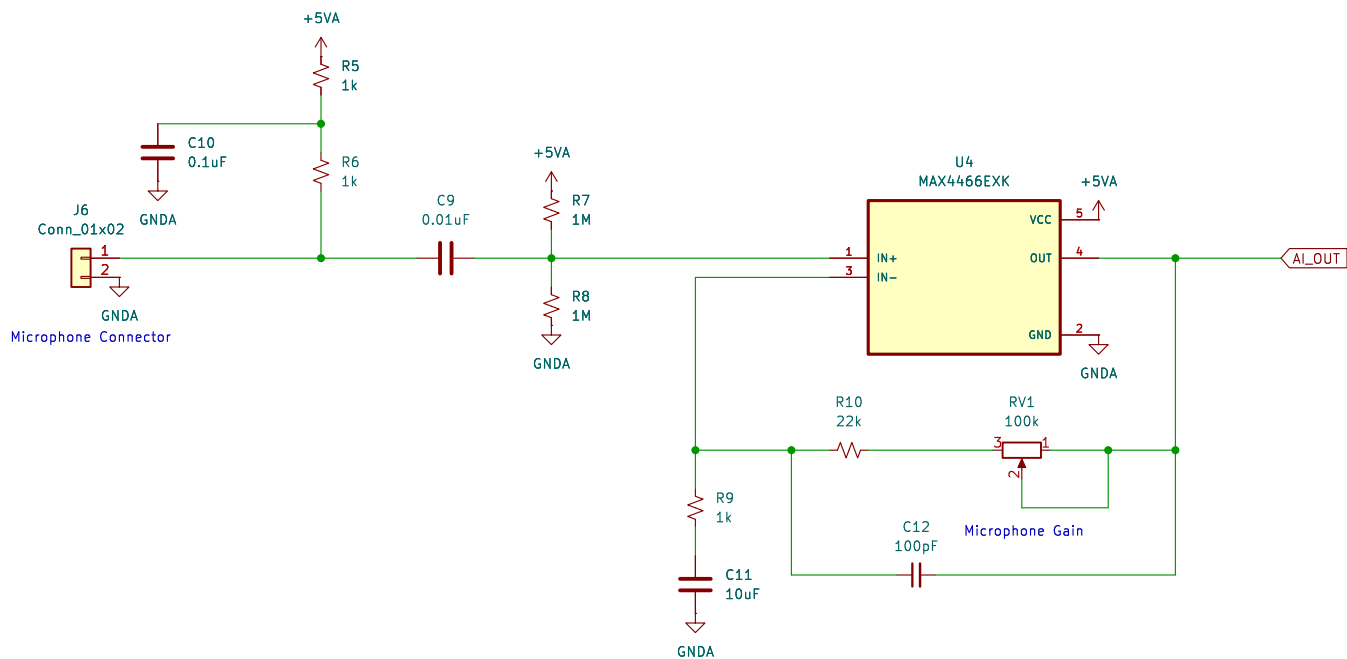 +5VA
R5
1k
C10
0.1uF
GNDA
R6
1k
J6
Conn_01x02
1
2
GNDA
Microphone Connector
C9
0.01uF
+5VA
R7
1M
R8
1M
GNDA
U4
MAX4466EXK
+5VA
VCC 5
1 IN+
OUT 4
3 IN-
GND 2
GNDA
AI_OUT
R10
22k
RV1
100k
3
1
2
Microphone Gain
R9
1k
C12
100pF
C11
10uF
GNDA